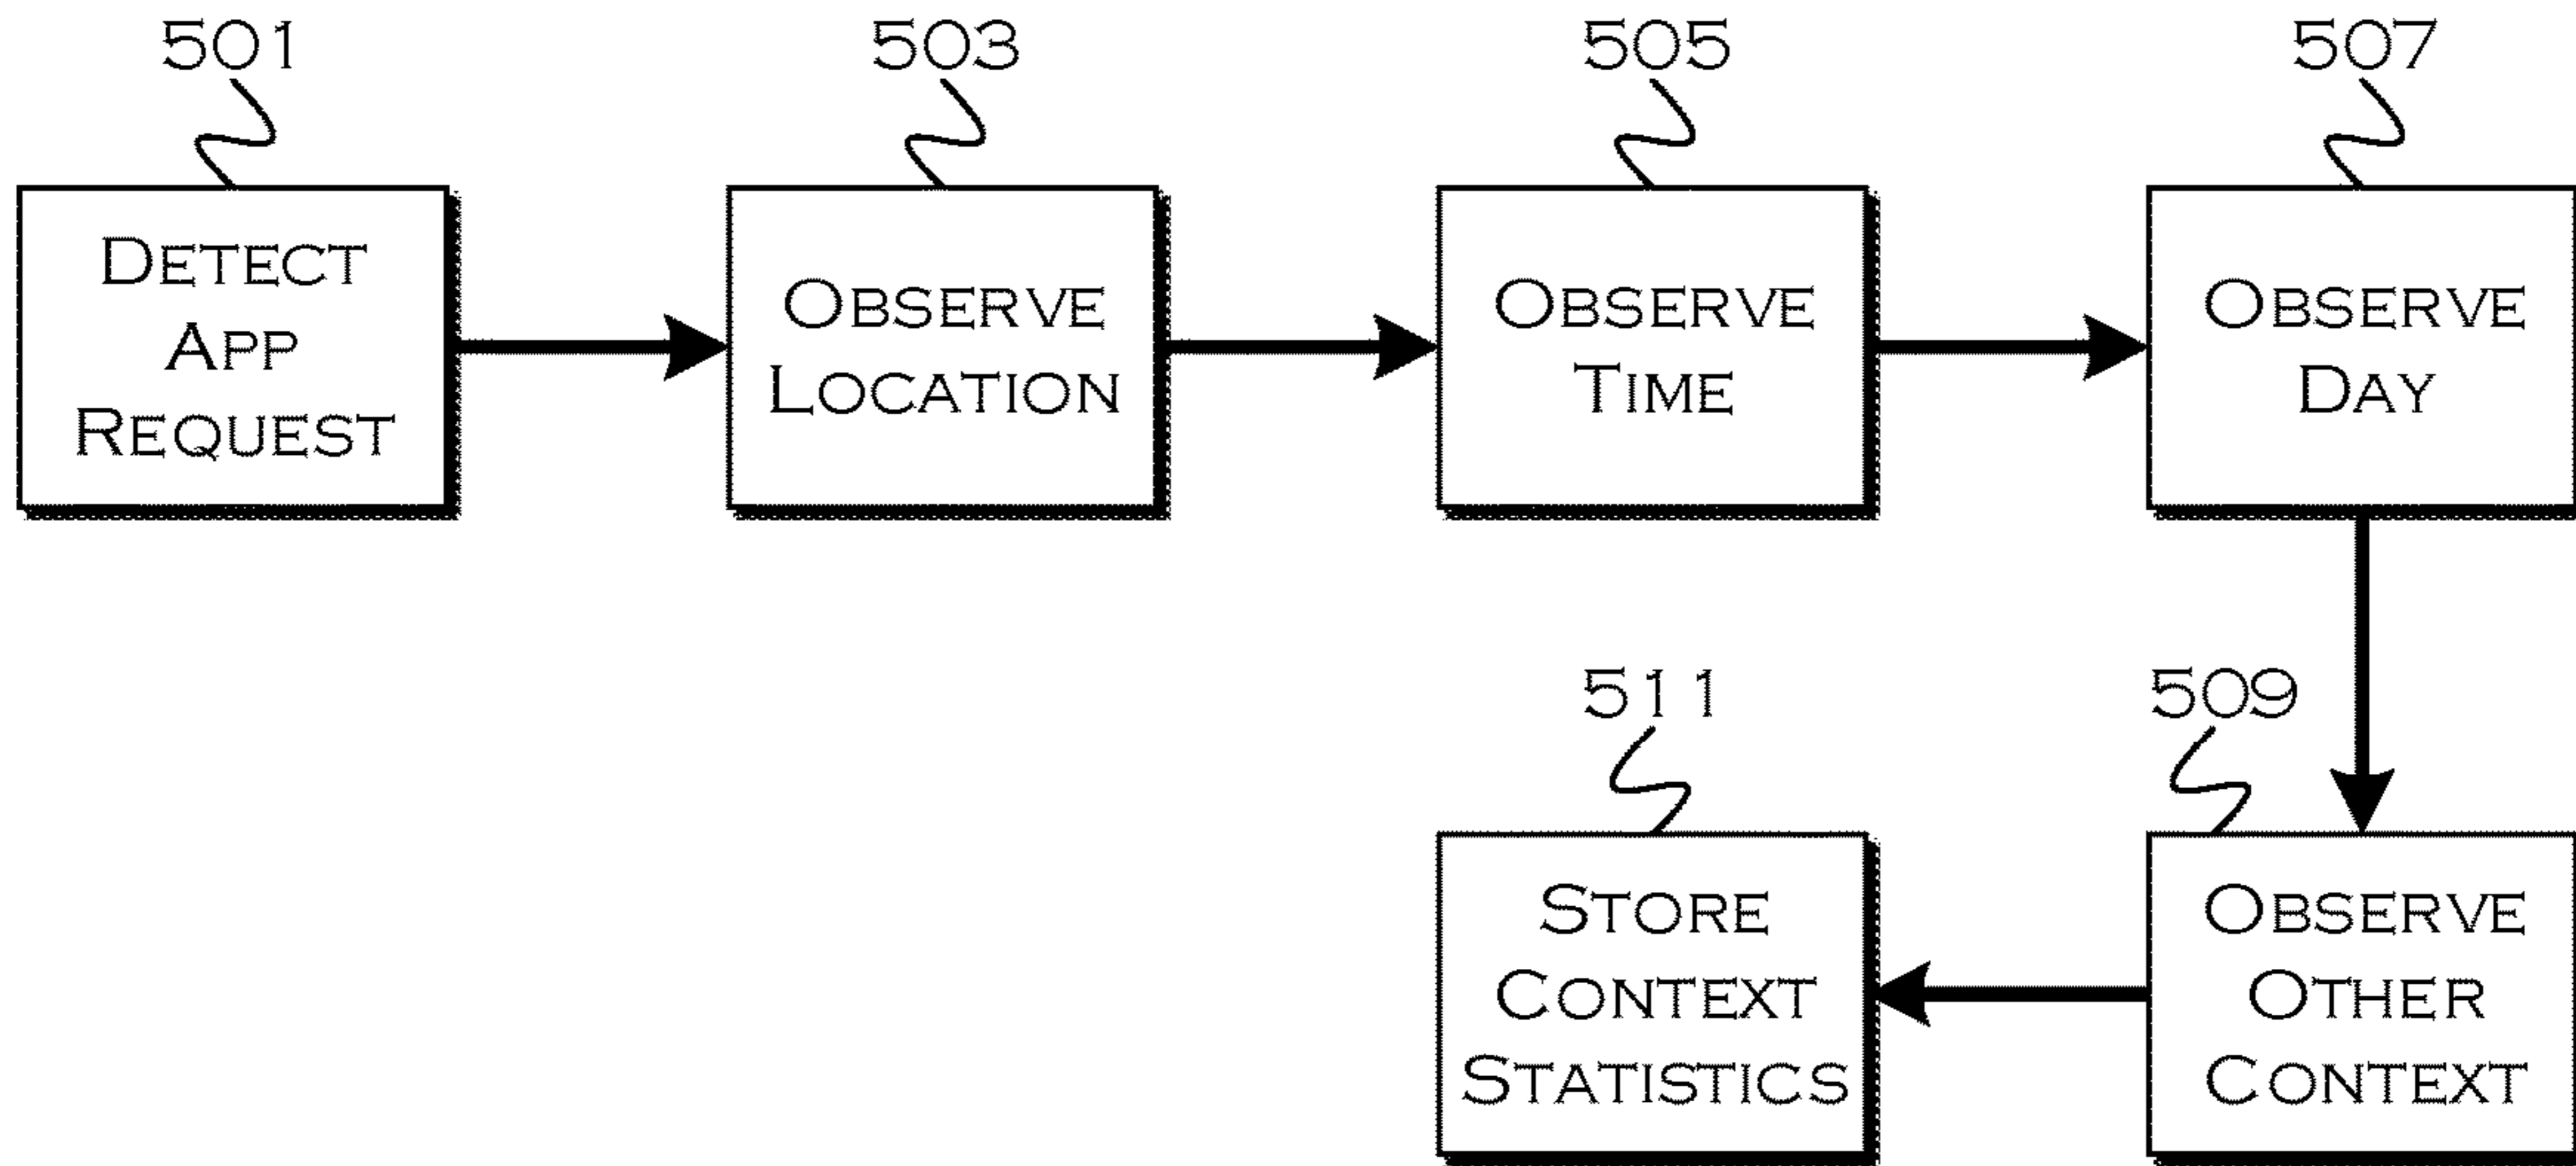 501
DETECT
APP
REQUEST
503
OBSERVE
LOCATION
505
OBSERVE
TIME
507
OBSERVE
DAY
509
OBSERVE
OTHER
CONTEXT
511
STORE
CONTEXT
STATISTICS